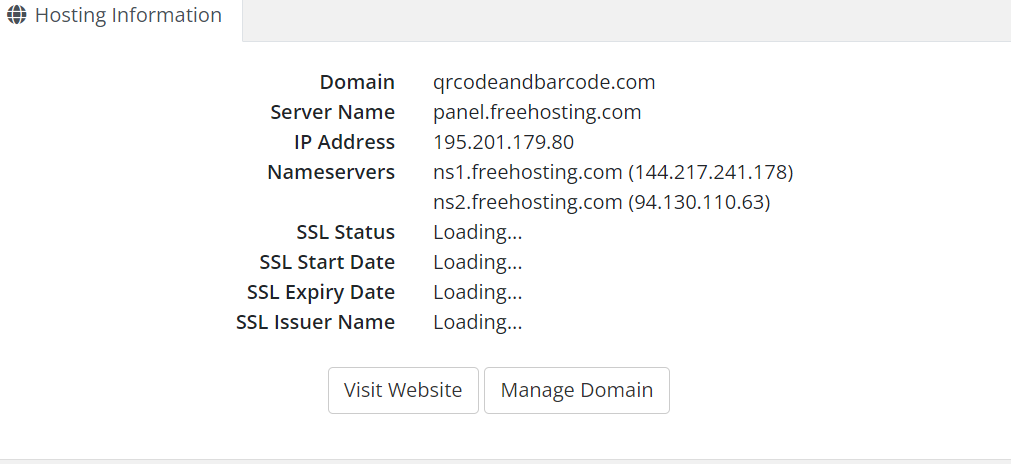 Hosting Information
Domain qrcodeandbarcode.com
Server Name panel.freehosting.com
IP Address 195.201.179.80
Nameservers ns1.freehosting.com (144.217.241.178)
ns2.freehosting.com (94.130.110.63)
SSL Status Loading...
SSL Start Date Loading...
SSL Expiry Date Loading...
SSL Issuer Name Loading...
Visit Website Manage Domain